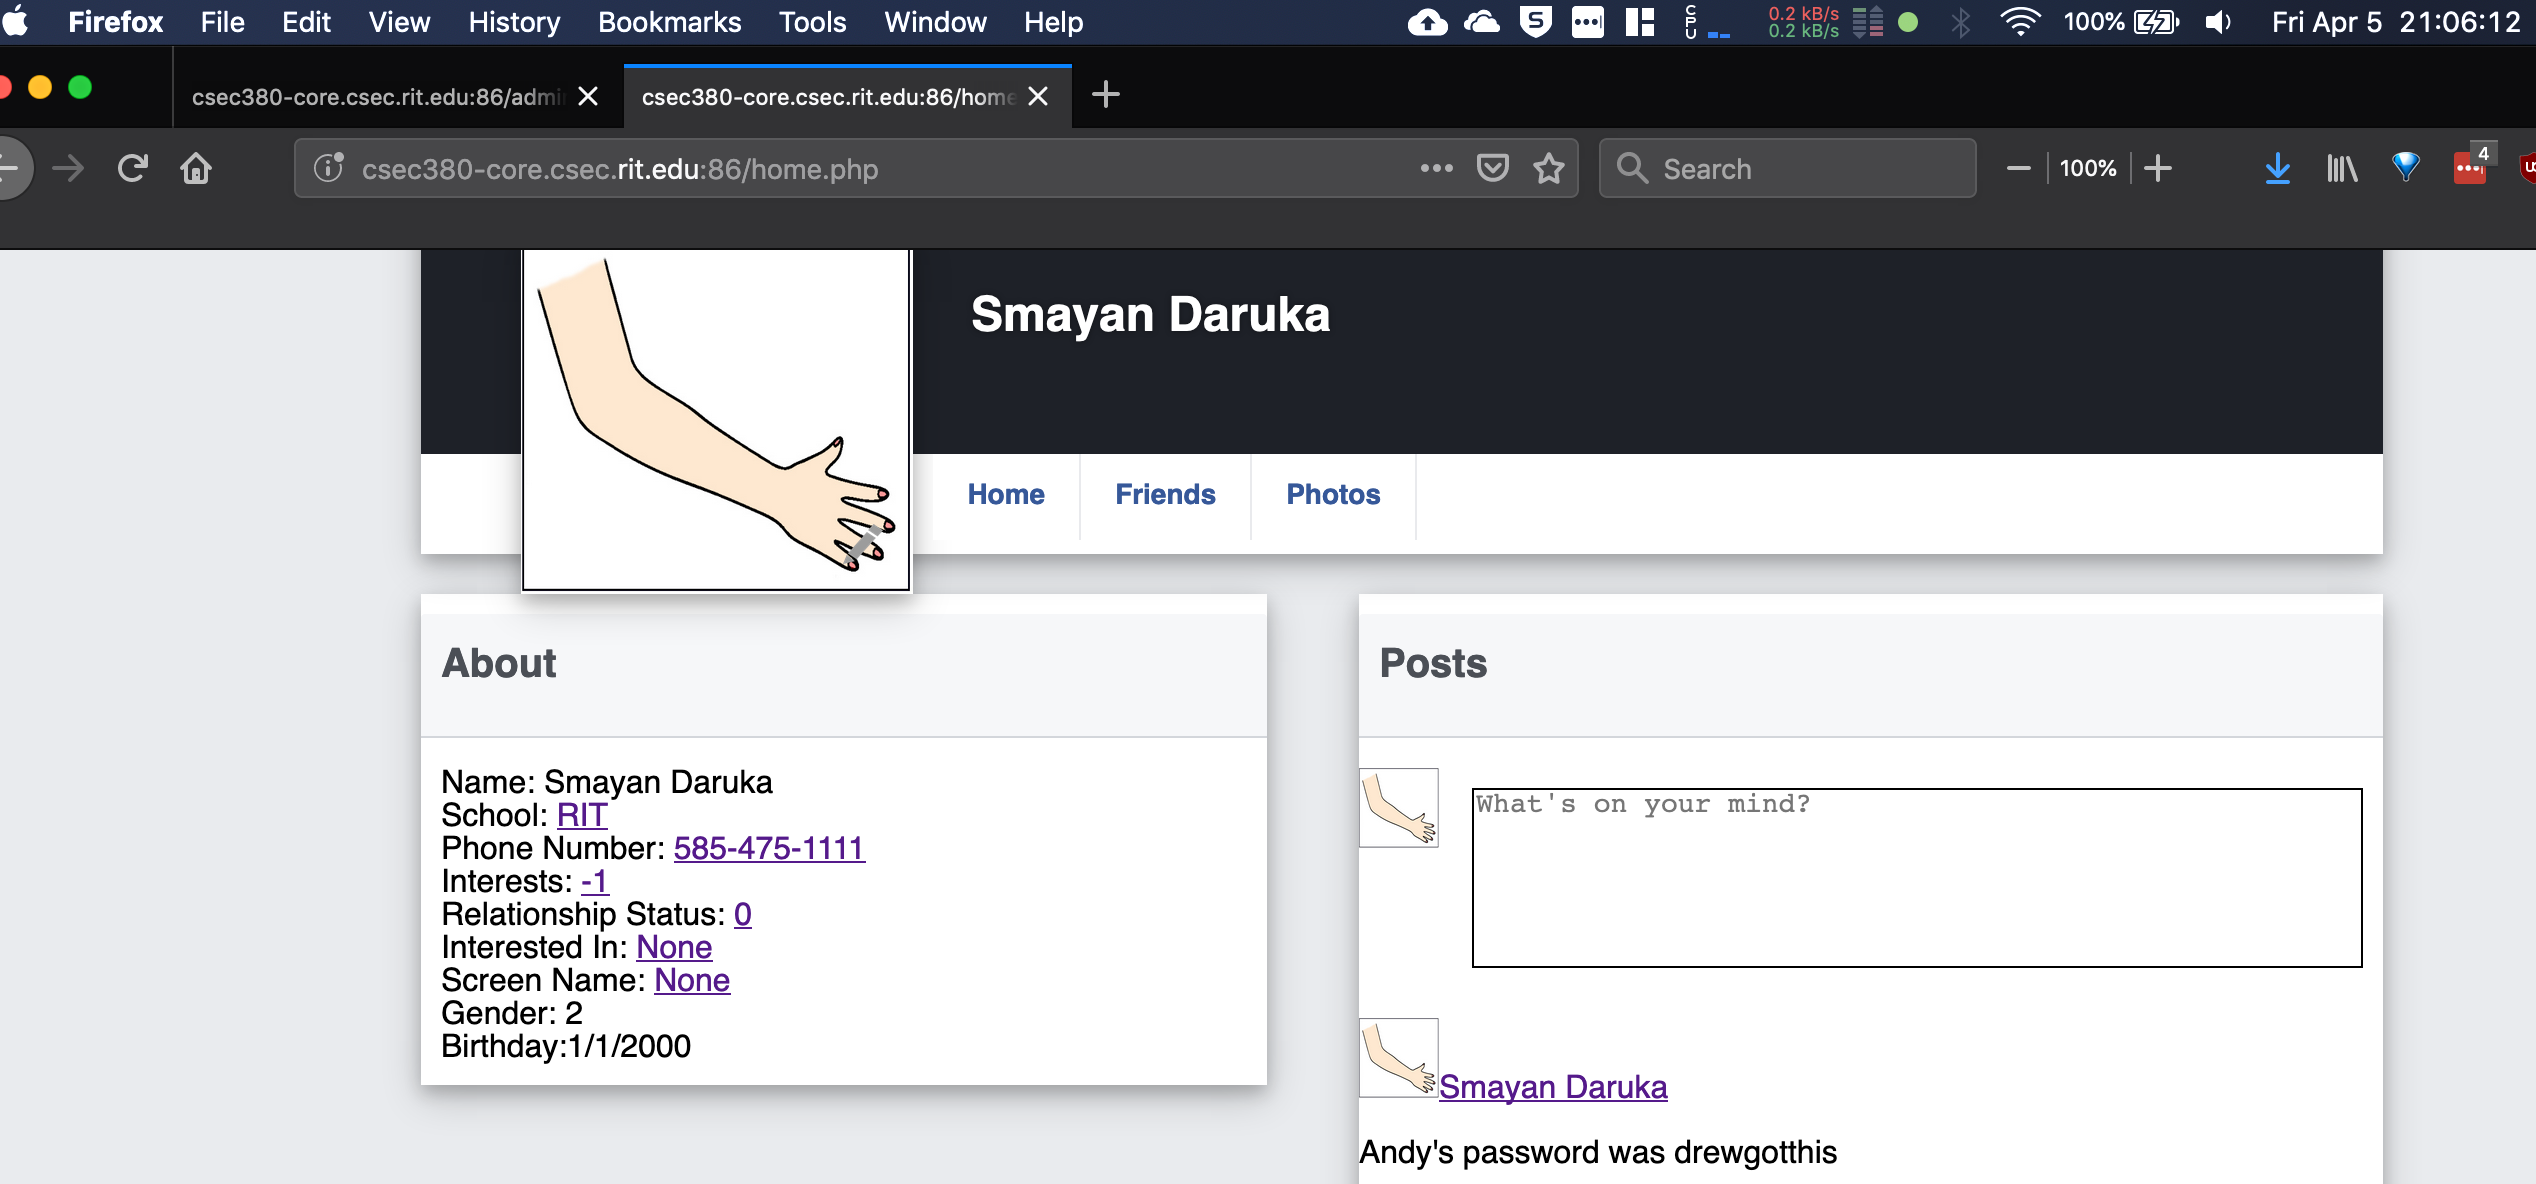 Firefox File Edit View History Bookmarks Tools Window Help
CPU
0.2 kB/s
0.2 kB/s
100%
Fri Apr 5 21:06:12
csec380-core.csec.rit.edu:86/admi
csec380-core.csec.rit.edu:86/home
csec380-core.csec.rit.edu:86/home.php
Search
100%
4
Smayan Daruka
Home Friends Photos
About
Name: Smayan Daruka
School: RIT
Phone Number: 585-475-1111
Interests: -1
Relationship Status: 0
Interested In: None
Screen Name: None
Gender: 2
Birthday:1/1/2000
Posts
What's on your mind?
Smayan Daruka
Andy's password was drewgotthis